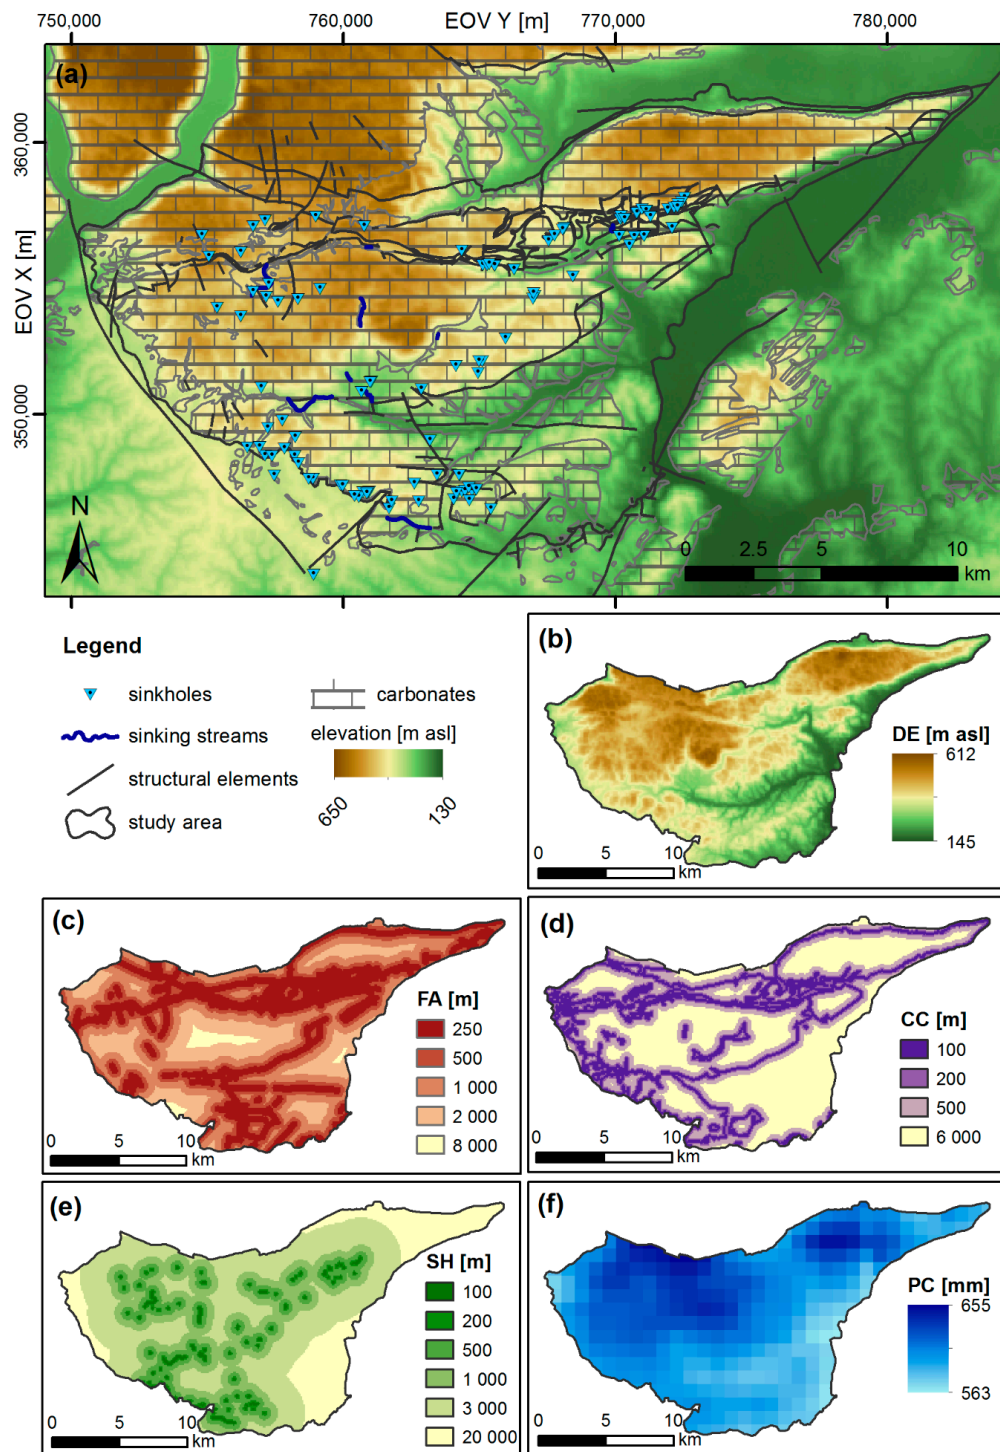 750,000 760,000 EOV Y [m] 770,000 780,000
(a)
360,000
EOV X [m]
350,000
N
0 2.5 5 10
km
Legend
sinkholes
carbonates
sinking streams
elevation [m asl]
650 130
structural elements
study area
(b)
DE [m asl]
612
145
0 5 10
km
(c)
FA [m]
250
500
1 000
2 000
8 000
0 5 10
km
(d)
CC [m]
100
200
500
6 000
0 5 10
km
(e)
SH [m]
100
200
500
1 000
3 000
20 000
0 5 10
km
(f)
PC [mm]
655
563
0 5 10
km